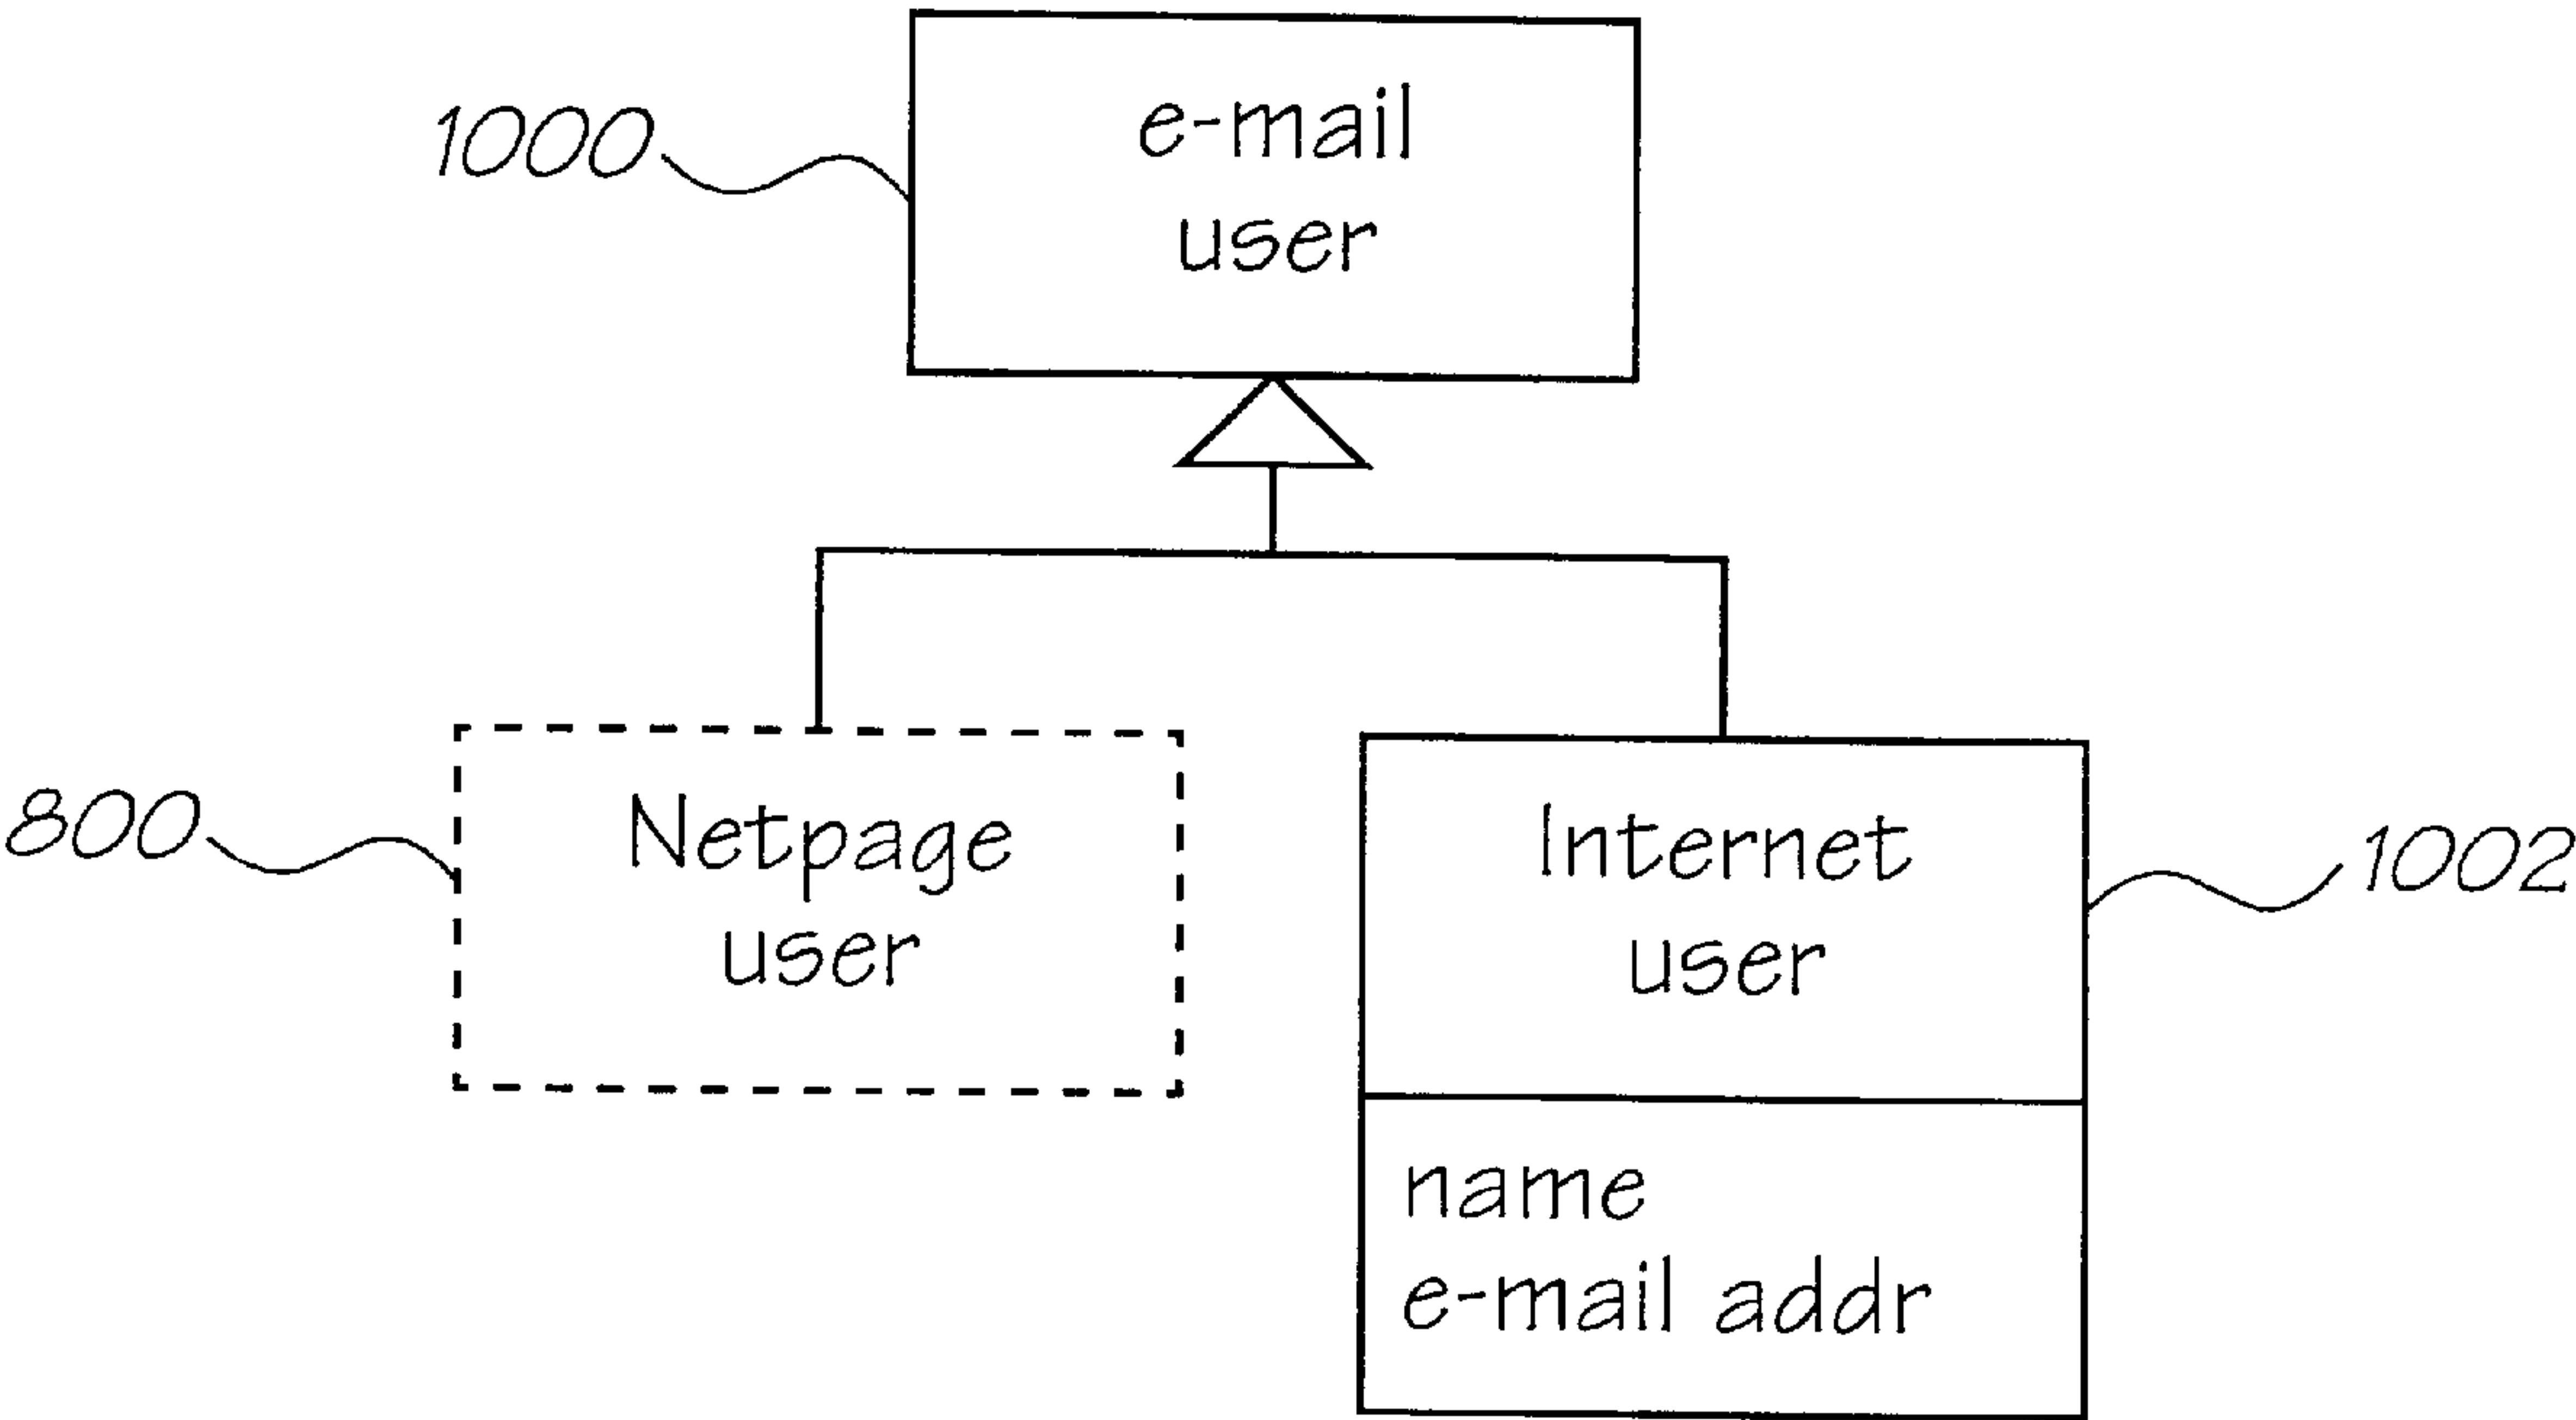 1000
e-mail
user
800
Netpage
user
Internet
user
1002
name
e-mail addr